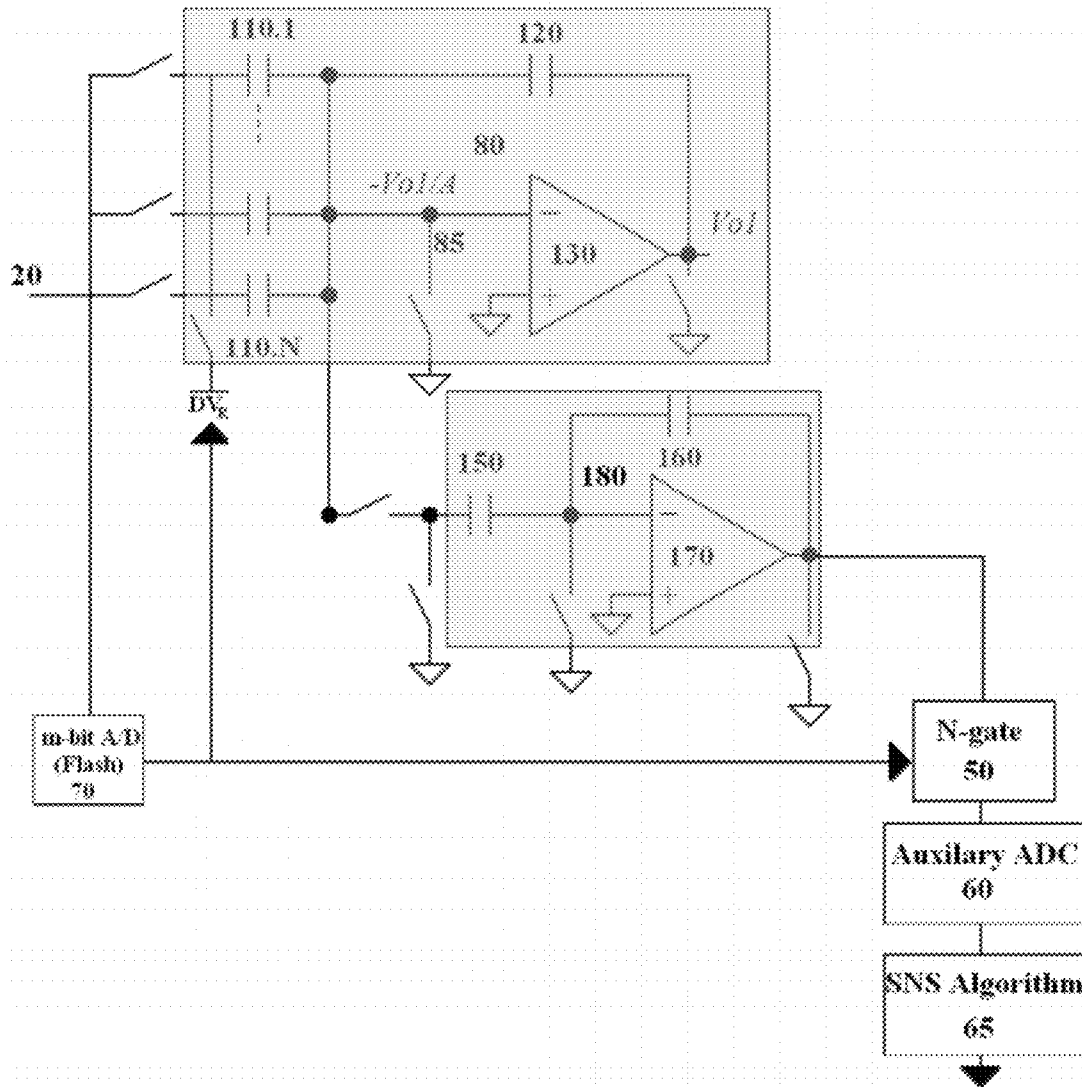 110.1
120
80
-Vo1/A
Vo1
85
130
−
+
20
110.N
DVR
150
180
160
−
170
+
m-bit A/D
(Flash)
70
N-gate
50
Auxilary ADC
60
SNS Algorithm
65